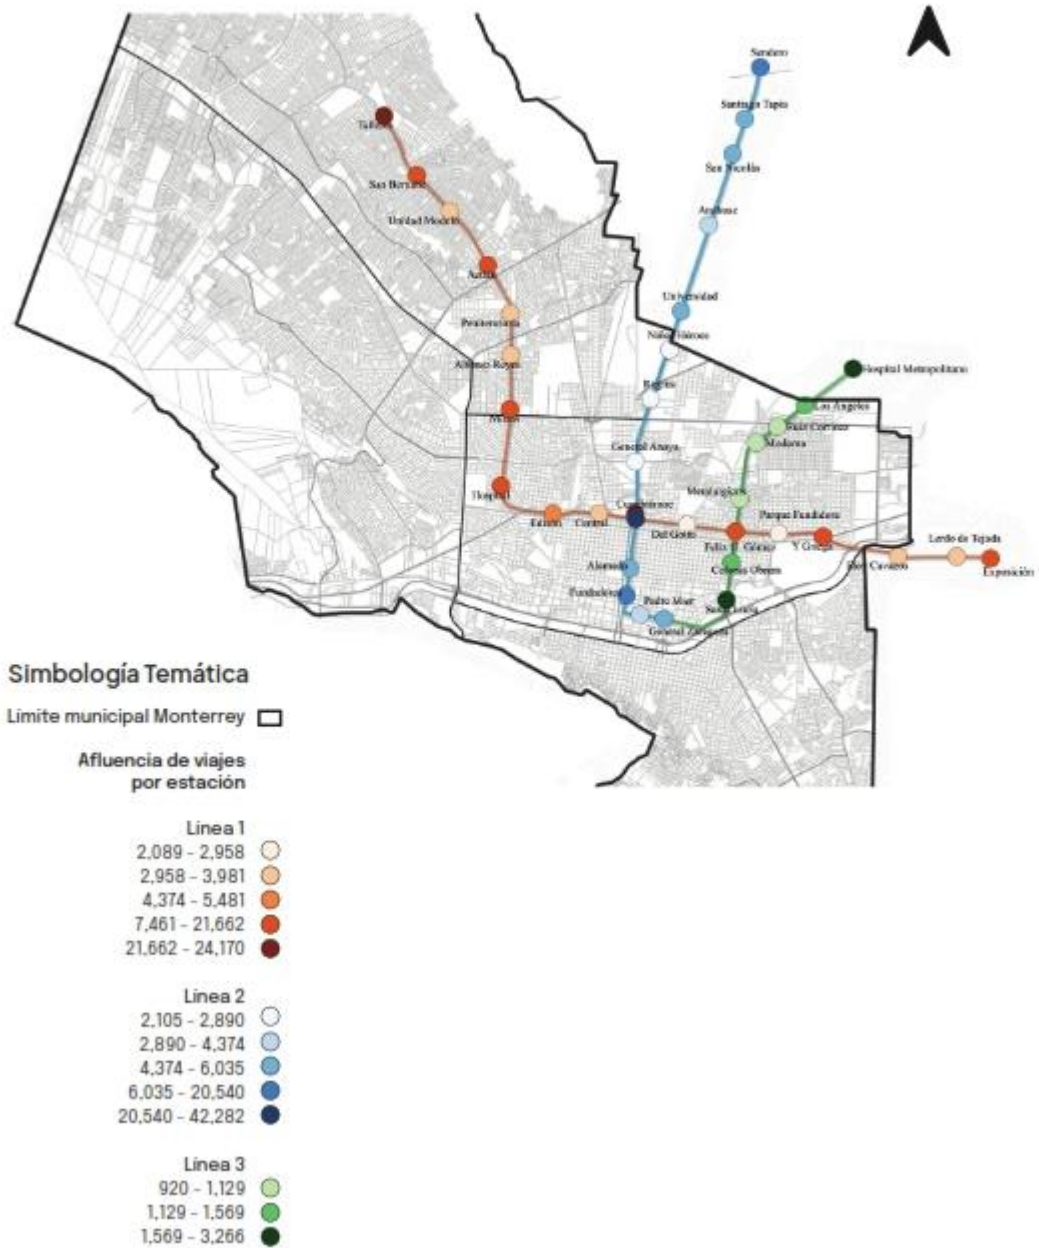 Sendero
Santiago Tapia
San Nicolás
Anáhuac
Universidad
Niños Héroes
Regina
General Anaya
Cuauhtémoc
Alameda
Fundadores
Padre Mier
General Zaragoza
Talleres
San Bernabé
Unidad Modelo
Aztlán
Penitenciaría
Alfonso Reyes
Mitras
Hospital
Edison
Central
Del Golfo
Felix U Gómez
Parque Fundidora
Y Griega
Eloy Cavazos
Lerdo de Tejada
Exposición
Hospital Metropolitano
Los Angeles
Ruiz Cortinez
Moderna
Metalurgicos
Colonia Obrera
Santa Lucía
Simbología Temática
Límite municipal Monterrey
Afluencia de viajes
por estación
Línea 1
2,089 - 2,958
2,958 - 3,981
4,374 - 5,481
7,461 - 21,662
21,662 - 24,170
Línea 2
2,105 - 2,890
2,890 - 4,374
4,374 - 6,035
6,035 - 20,540
20,540 - 42,282
Línea 3
920 - 1,129
1,129 - 1,569
1,569 - 3,266